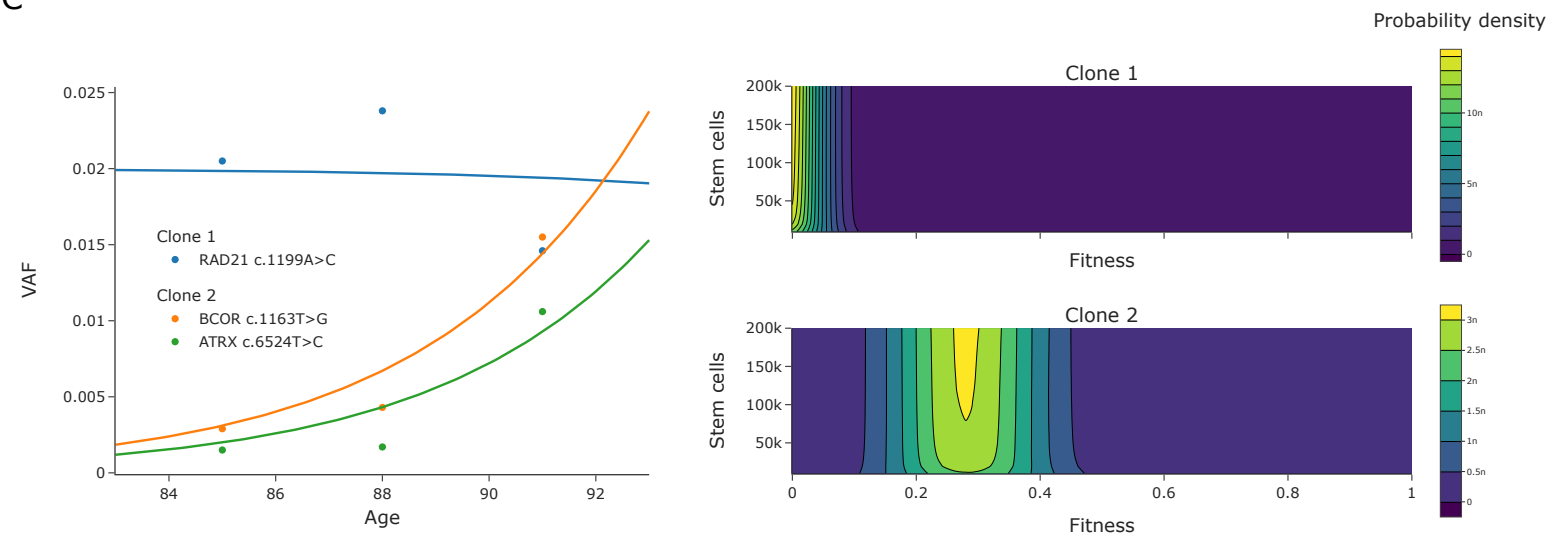 C
Probability density
Clone 1
0.025
0.02
0.015
0.01
0.005
0
VAF
84
86
88
90
92
Age
Clone 1
RAD21 c.1199A>C
Clone 2
BCOR c.1163T>G
ATRX c.6524T>C
200k
150k
100k
50k
Stem cells
Fitness
10n
5n
0
Clone 2
200k
150k
100k
50k
Stem cells
0
0.2
0.4
0.6
0.8
1
Fitness
3n
2.5n
2n
1.5n
1n
0.5n
0